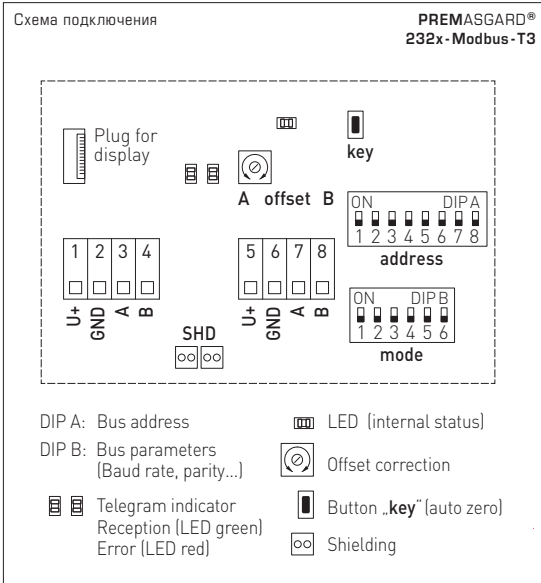 Схема подключения
PREMASGARD®
232x-Modbus-T3
Plug for
display
key
A offset B
ON DIP A
1 2 3 4 5 6 7 8
address
1 2 3 4
U+ GND A B
5 6 7 8
U+ GND A B
SHD
ON DIP B
1 2 3 4 5 6
mode
DIP A: Bus address
DIP B: Bus parameters
(Baud rate, parity...)
Telegram indicator
Reception (LED green)
Error (LED red)
LED (internal status)
Offset correction
Button „key“ (auto zero)
Shielding